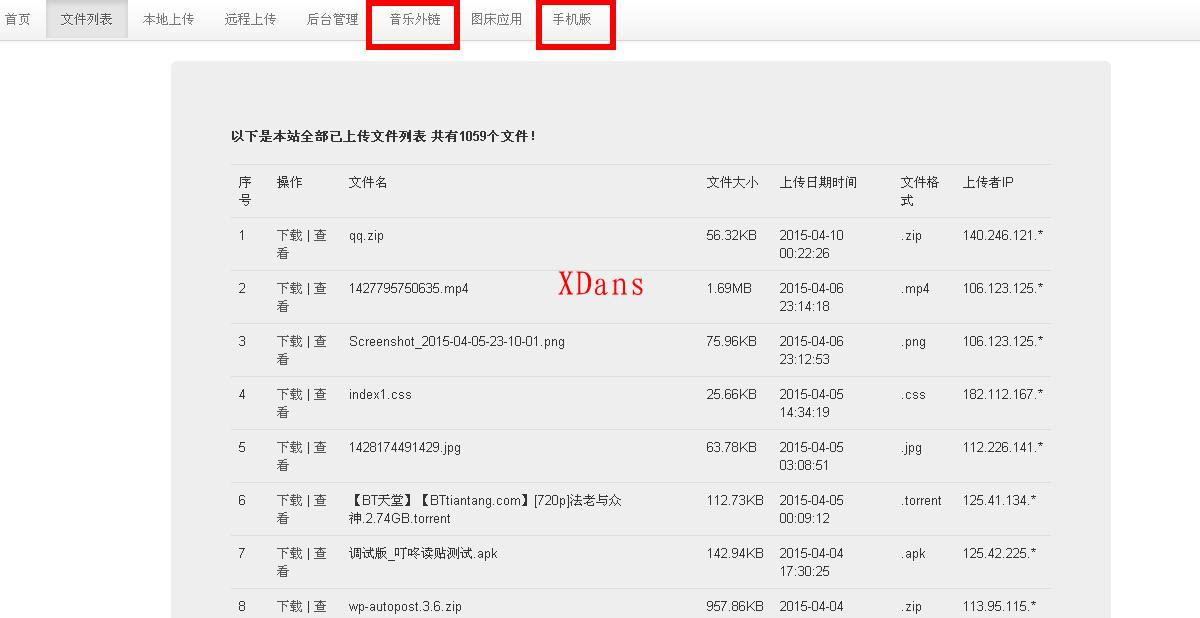 首页 文件列表 本地上传 远程上传 后台管理 音乐外链 图床应用 手机版
以下是本站全部已上传文件列表 共有1059个文件！
序 操作 文件名 文件大小 上传日期时间 文件格 上传者IP
号 式
1 下载 | 查 qq.zip 56.32KB 2015-04-10 .zip 140.246.121.*
看 00:22:26
XDans
2 下载 | 查 1427795750635.mp4 1.69MB 2015-04-06 .mp4 106.123.125.*
看 23:14:18
3 下载 | 查 Screenshot_2015-04-05-23-10-01.png 75.96KB 2015-04-06 .png 106.123.125.*
看 23:12:53
4 下载 | 查 index1.css 25.66KB 2015-04-05 .css 182.112.167.*
看 14:34:19
5 下载 | 查 1428174491429.jpg 63.78KB 2015-04-05 .jpg 112.226.141.*
看 03:08:51
6 下载 | 查 【BT天堂】【BTtiantang.com】[720p]法老与众 112.73KB 2015-04-05 .torrent 125.41.134.*
看 神.2.74GB.torrent 00:09:12
7 下载 | 查 调试版_叮咚读贴测试.apk 142.94KB 2015-04-04 .apk 125.42.225.*
看 17:30:25
8 下载 | 查 wp-autopost.3.6.zip 957.86KB 2015-04-04 .zip 113.95.115.*